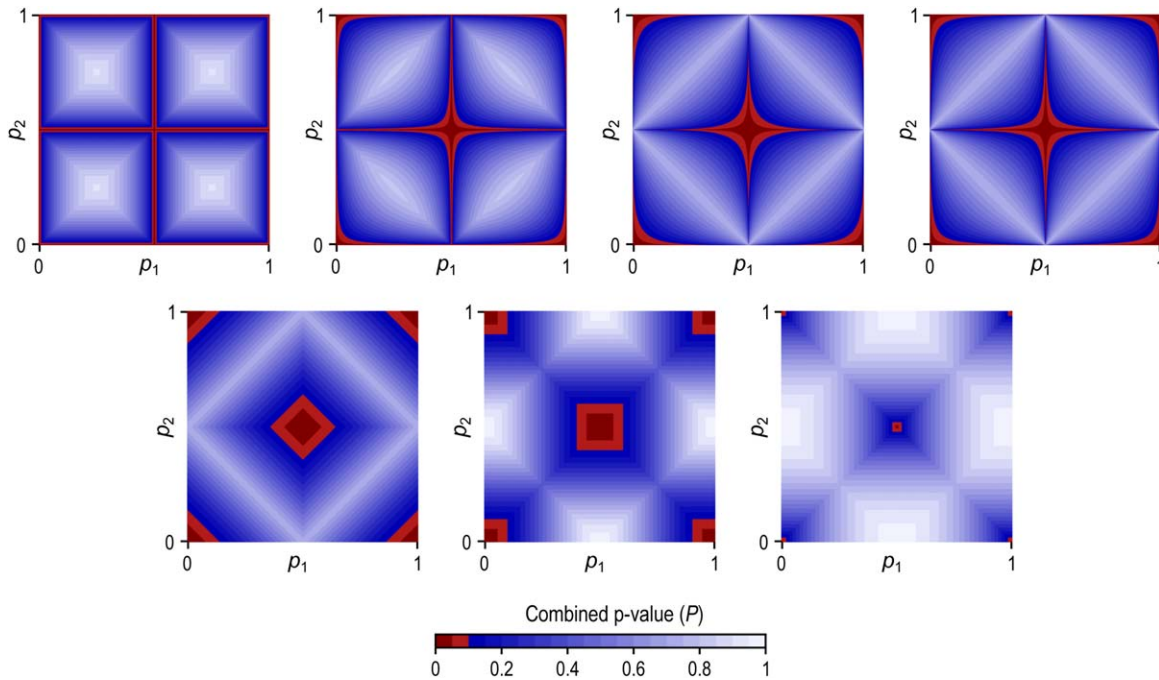 1 1 1 1
p2 p2 p2 p2
0 0 0 0
0 p1 1 0 p1 1 0 p1 1 0 p1 1
1 1 1
p2 p2 p2
0 0 0
0 p1 1 0 p1 1 0 p1 1
Combined p-value (P)
0 0.2 0.4 0.6 0.8 1